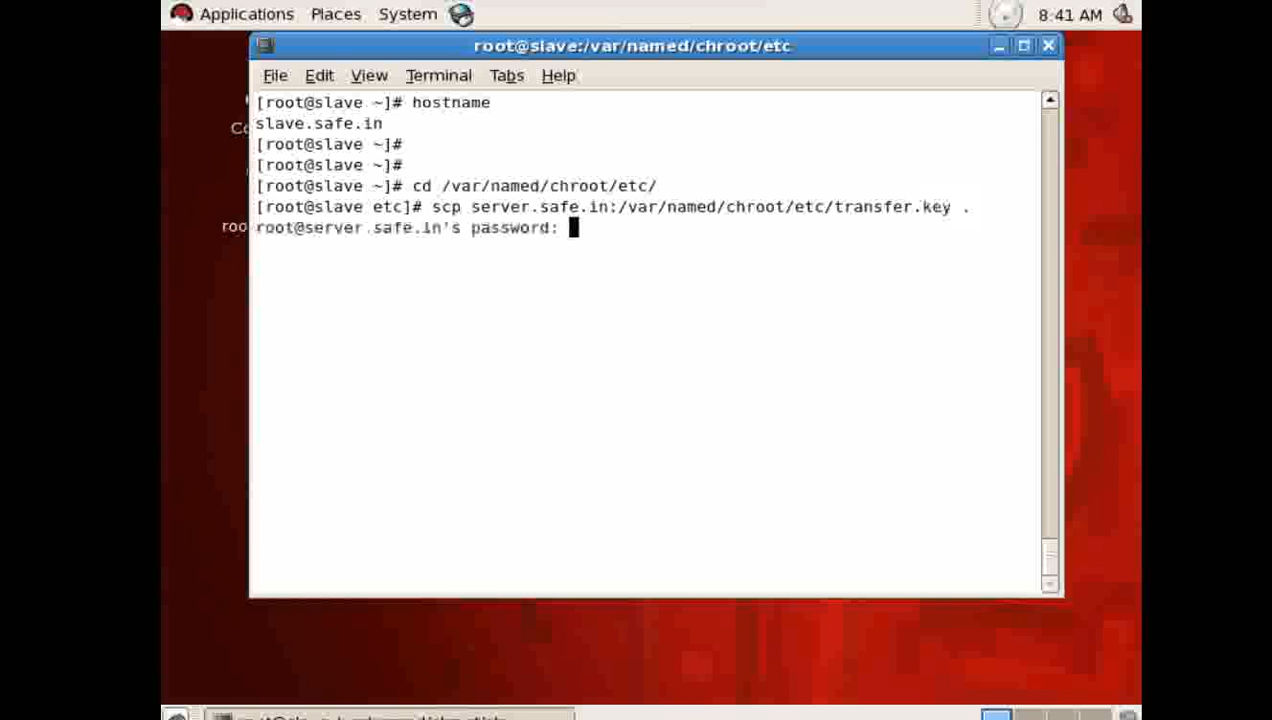 Applications Places System 8:41 AM
root@slave:/var/named/chroot/etc
File Edit View Terminal Tabs Help
[root@slave ~]# hostname
slave.safe.in
[root@slave ~]#
[root@slave ~]#
[root@slave ~]# cd /var/named/chroot/etc/
[root@slave etc]# scp server.safe.in:/var/named/chroot/etc/transfer.key .
root@server.safe.in's password:
Co
roo